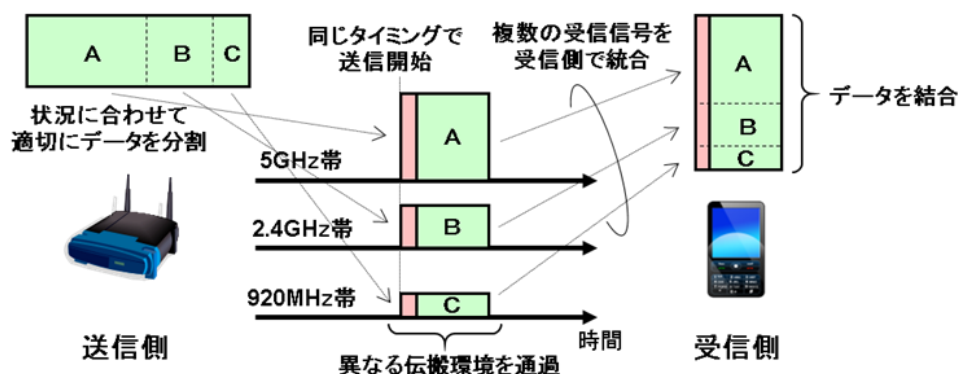 A B C
状況に合わせて
適切にデータを分割
送信側
同じタイミングで
送信開始
A
5GHz帯
B
2.4GHz帯
C
920MHz帯
時間
異なる伝搬環境を通過
複数の受信信号を
受信側で統合
A
B
C
データを結合
受信側